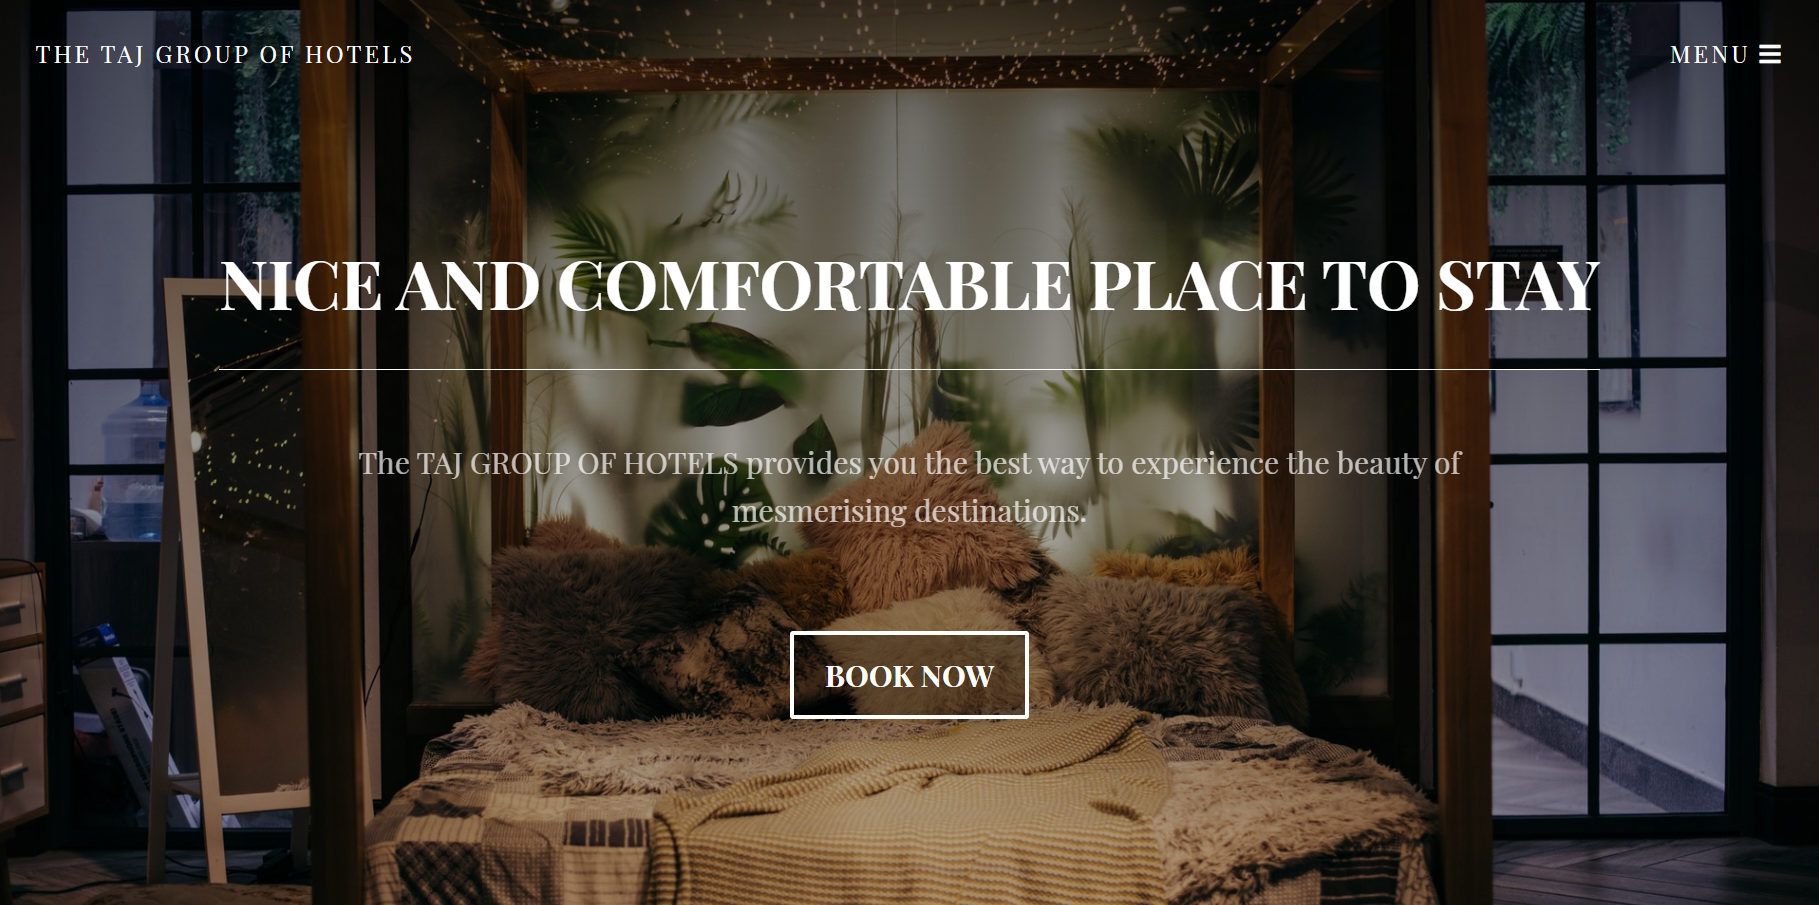 THE TAJ GROUP OF HOTELS
MENU
NICE AND COMFORTABLE PLACE TO STAY
The TAJ GROUP OF HOTELS provides you the best way to experience the beauty of
mesmerising destinations.
BOOK NOW